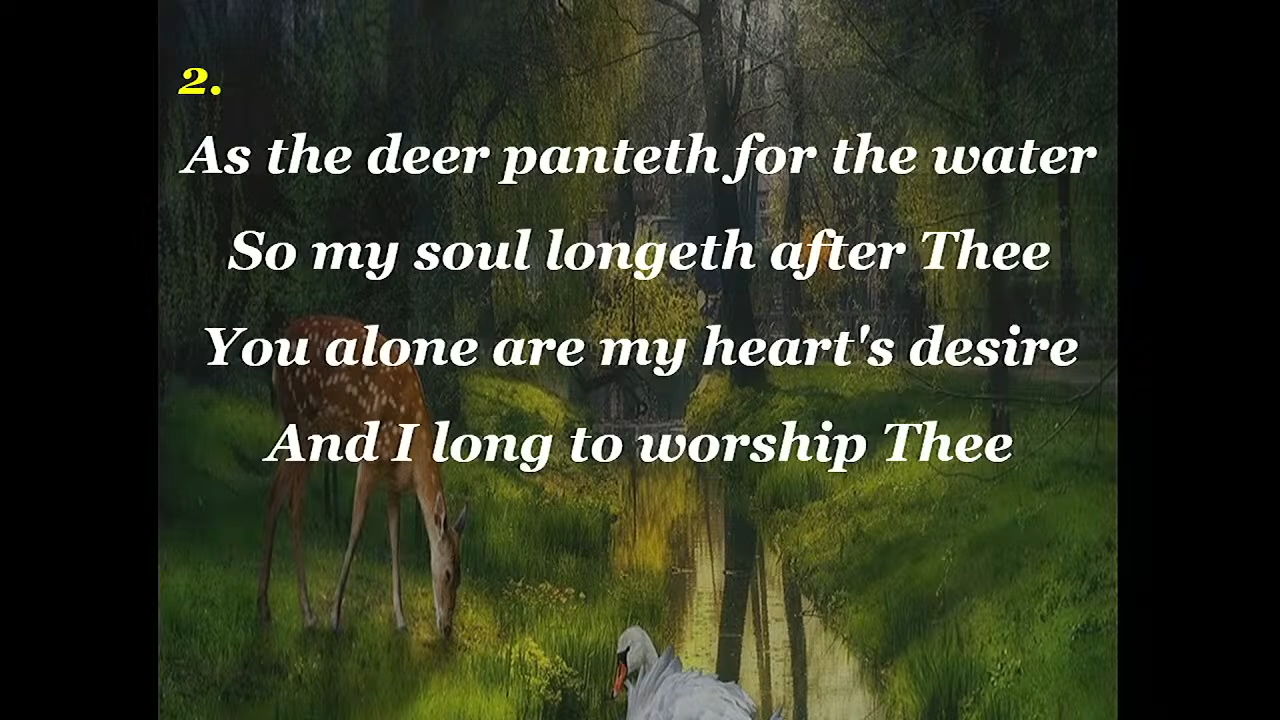 2.
As the deer panteth for the water
So my soul longeth after Thee
You alone are my heart's desire
And I long to worship Thee